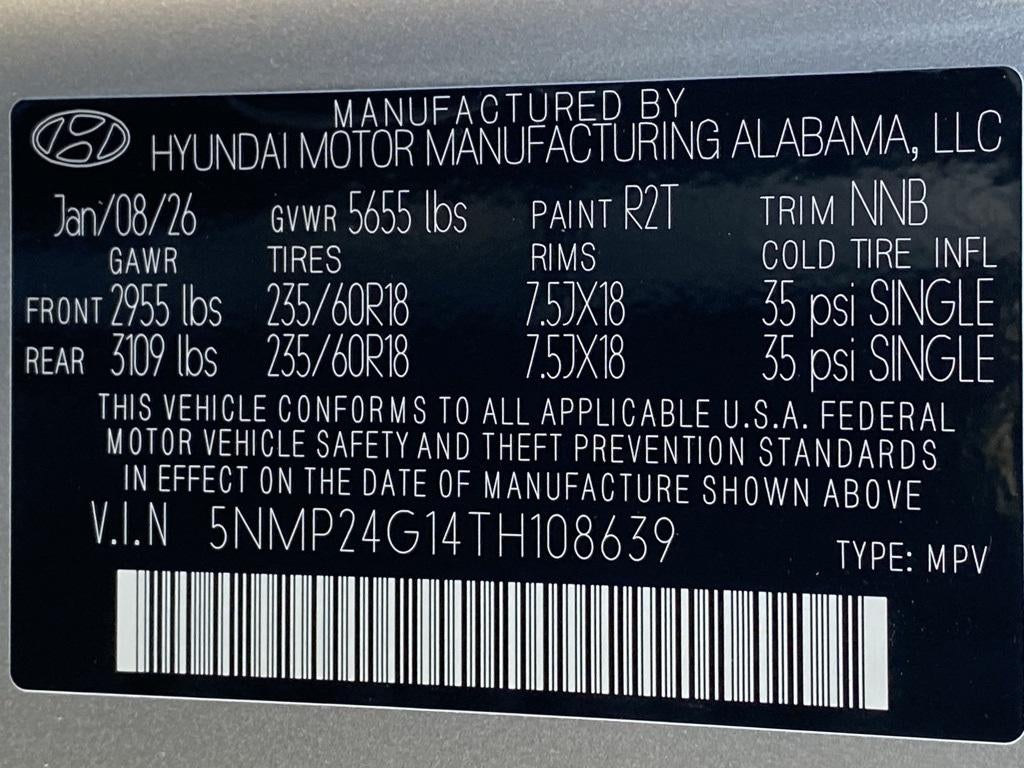 MANUFACTURED BY
HYUNDAI MOTOR MANUFACTURING ALABAMA, LLC
Jan/08/26 GVWR 5655 lbs PAINT R2T TRIM NNB
GAWR TIRES RIMS COLD TIRE INFL
FRONT 2955 lbs 235/60R18 7.5JX18 35 psi SINGLE
REAR 3109 lbs 235/60R18 7.5JX18 35 psi SINGLE
THIS VEHICLE CONFORMS TO ALL APPLICABLE U.S.A. FEDERAL
MOTOR VEHICLE SAFETY AND THEFT PREVENTION STANDARDS
IN EFFECT ON THE DATE OF MANUFACTURE SHOWN ABOVE
V.I.N 5NMP24G14TH108639
TYPE: MPV